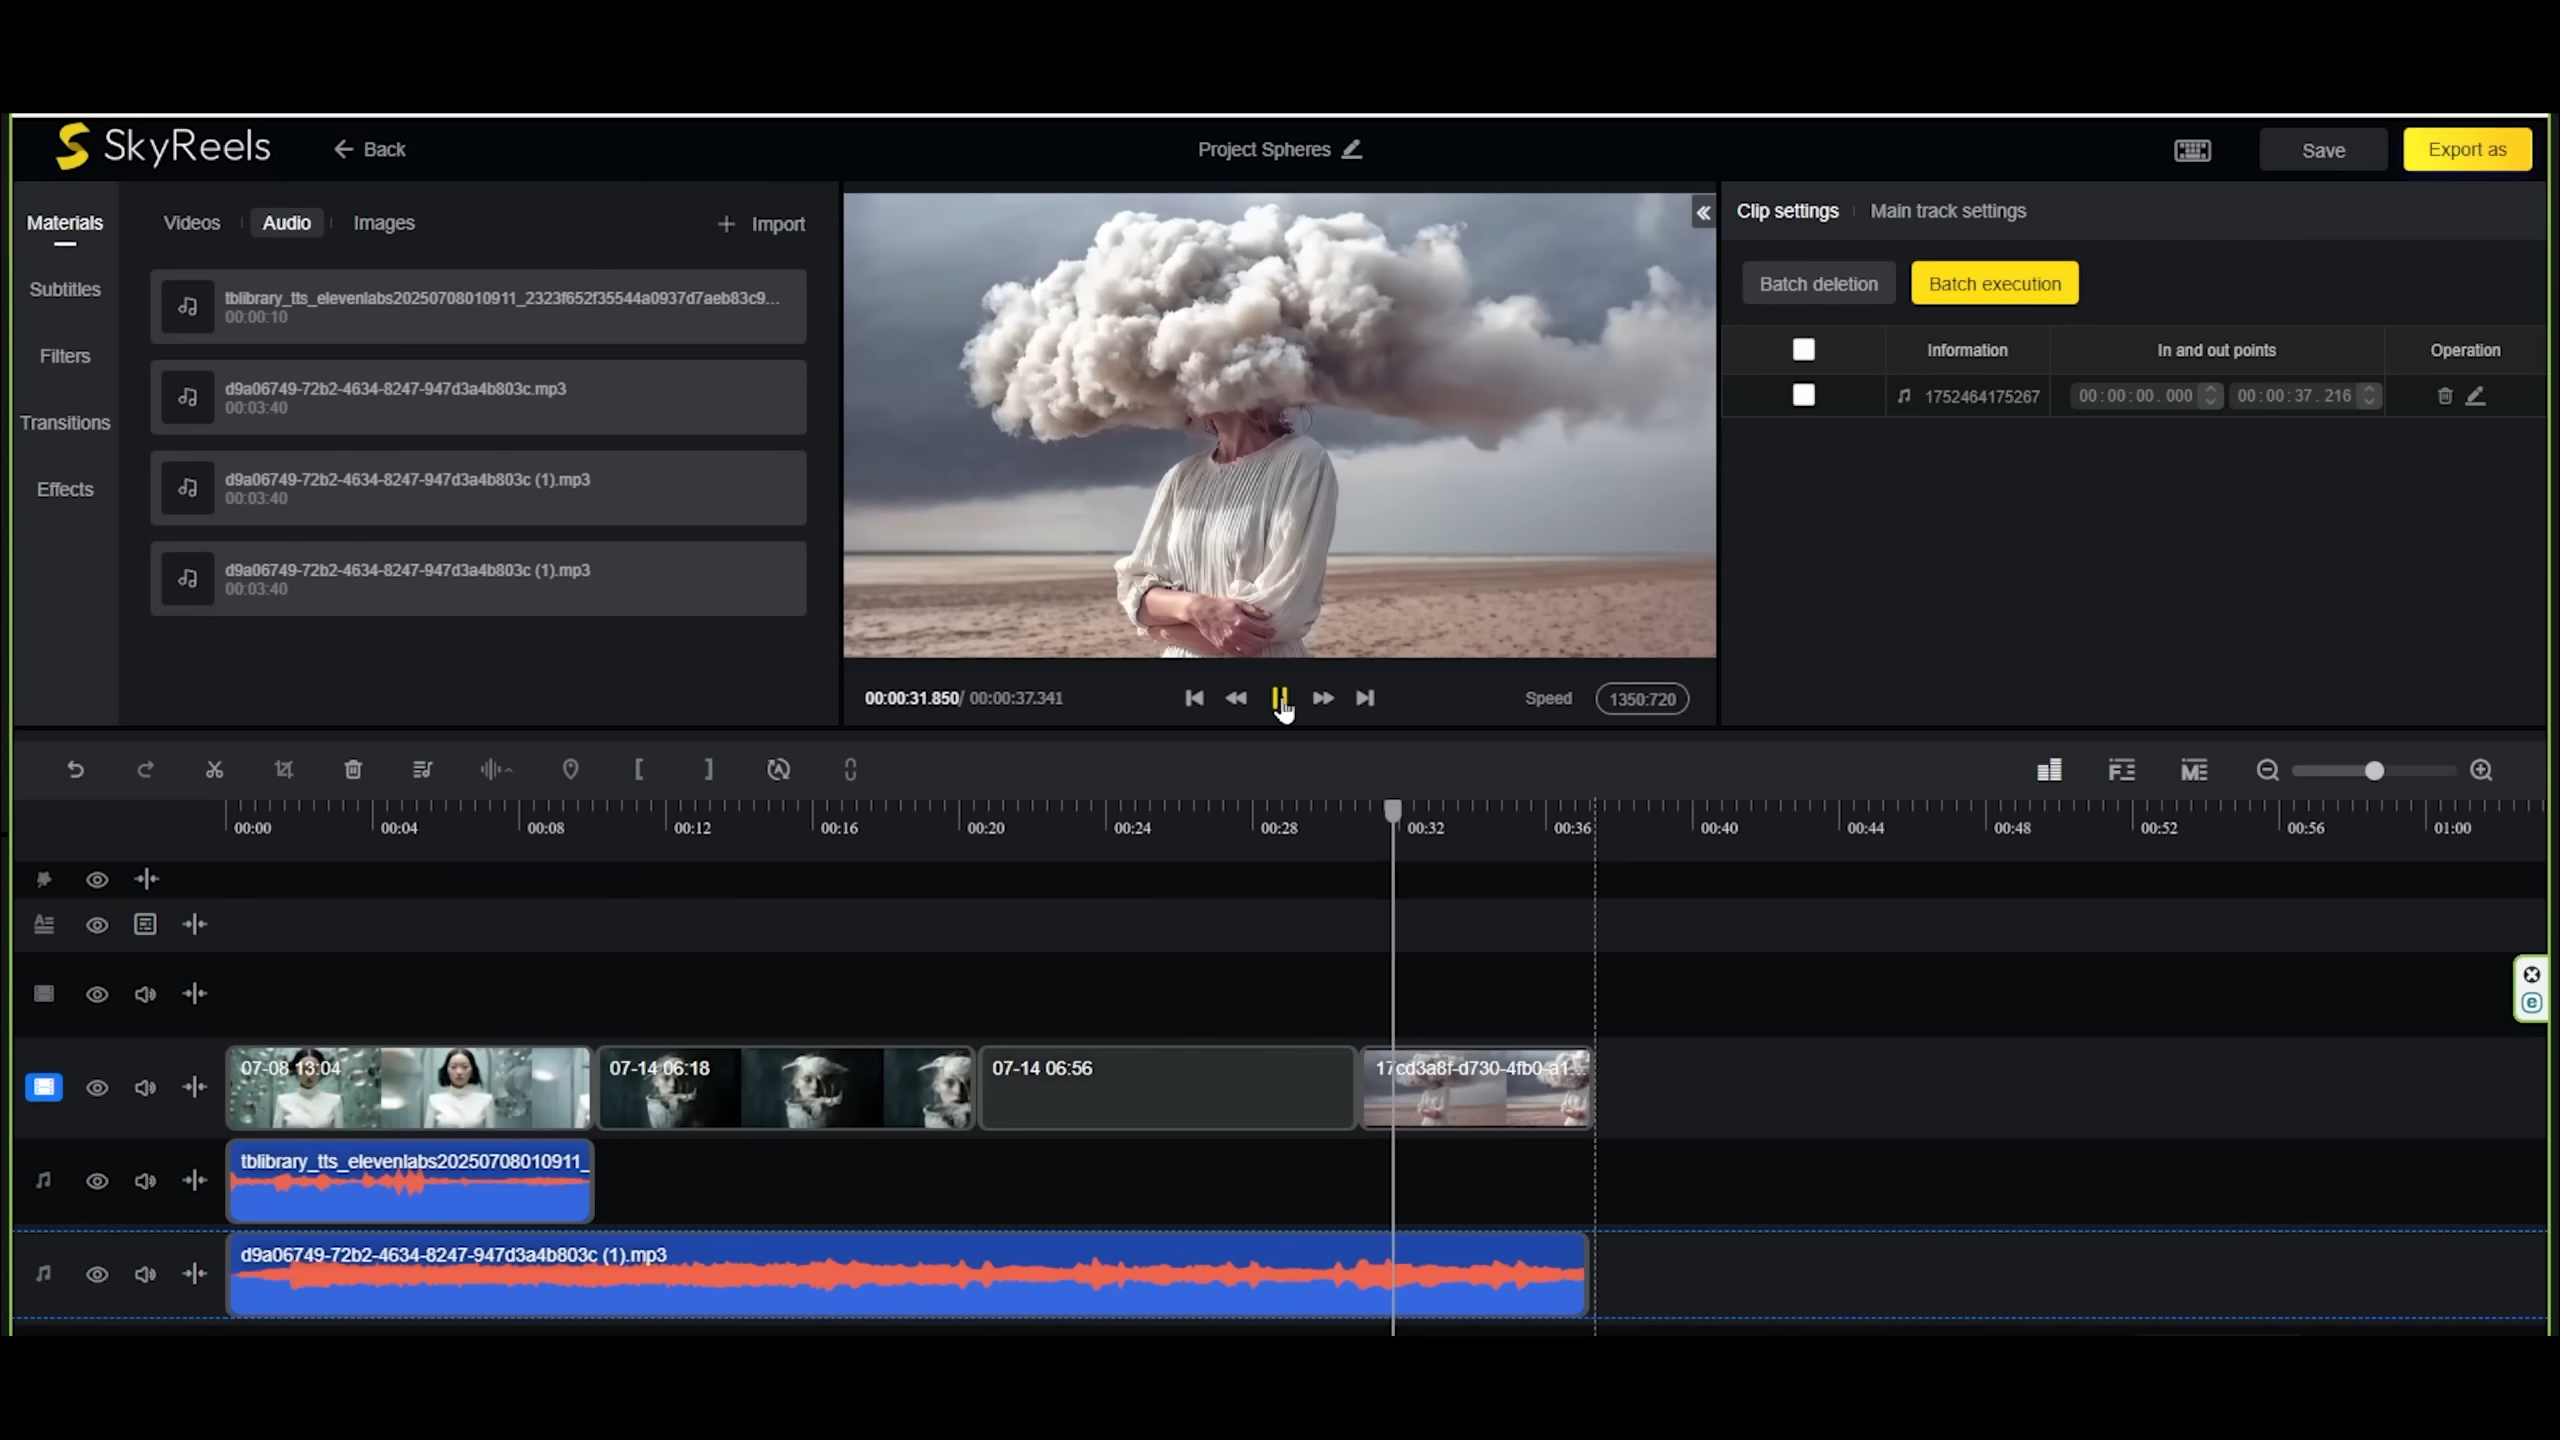 SkyReels
Back
Project Spheres
Save
Export as
Materials
Subtitles
Filters
Transitions
Effects
Videos
Audio
Images
Import
tblibrary_tts_elevenlabs20250708010911_2323f652f35544a0937d7aeb83c9...
00:00:10
d9a06749-72b2-4634-8247-947d3a4b803c.mp3
00:03:40
d9a06749-72b2-4634-8247-947d3a4b803c (1).mp3
00:03:40
d9a06749-72b2-4634-8247-947d3a4b803c (1).mp3
00:03:40
00:00:31.850/ 00:00:37.341
Speed
1350:720
Clip settings
Main track settings
Batch deletion
Batch execution
Information
In and out points
Operation
1752464175267
00:00:00.000
00:00:37.216
00:00 00:04 00:08 00:12 00:16 00:20 00:24 00:28 00:32 00:36 00:40 00:44 00:48 00:52 00:56 01:00
07-08 13:04
07-14 06:18
07-14 06:56
17cd3a8f-d730-4fb0-a1...
tblibrary_tts_elevenlabs20250708010911_
d9a06749-72b2-4634-8247-947d3a4b803c (1).mp3